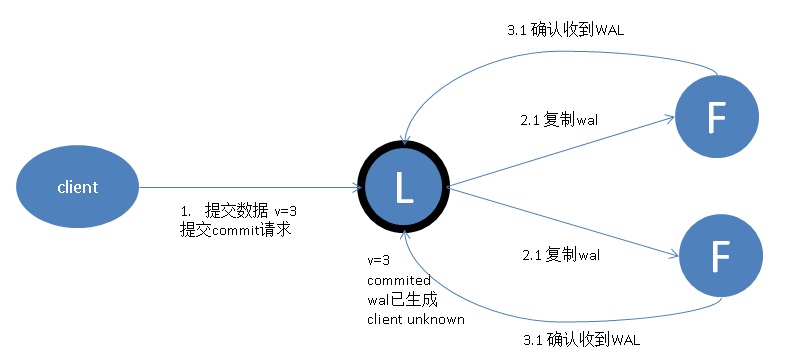 3.1 确认收到WAL
F
2.1 复制wal
client
L
1. 提交数据 v=3
提交commit请求
2.1 复制wal
F
v=3
commited
wal已生成
client unknown
3.1 确认收到WAL